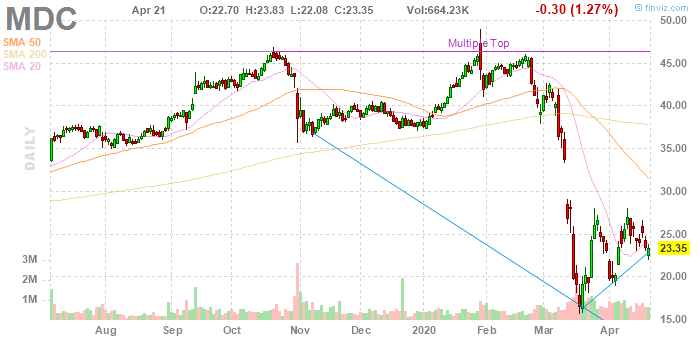 MDC
Apr 21 O:22.70 H:23.83 L:22.08 C:23.35 Vol:664.23K -0.30 (1.27%)
© finviz.com
SMA 50
SMA 200
SMA 20
DAILY
Multiple Top
50.00
45.00
40.00
35.00
30.00
25.00
23.35
20.00
15.00
3M
2M
1M
Aug Sep Oct Nov Dec 2020 Feb Mar Apr